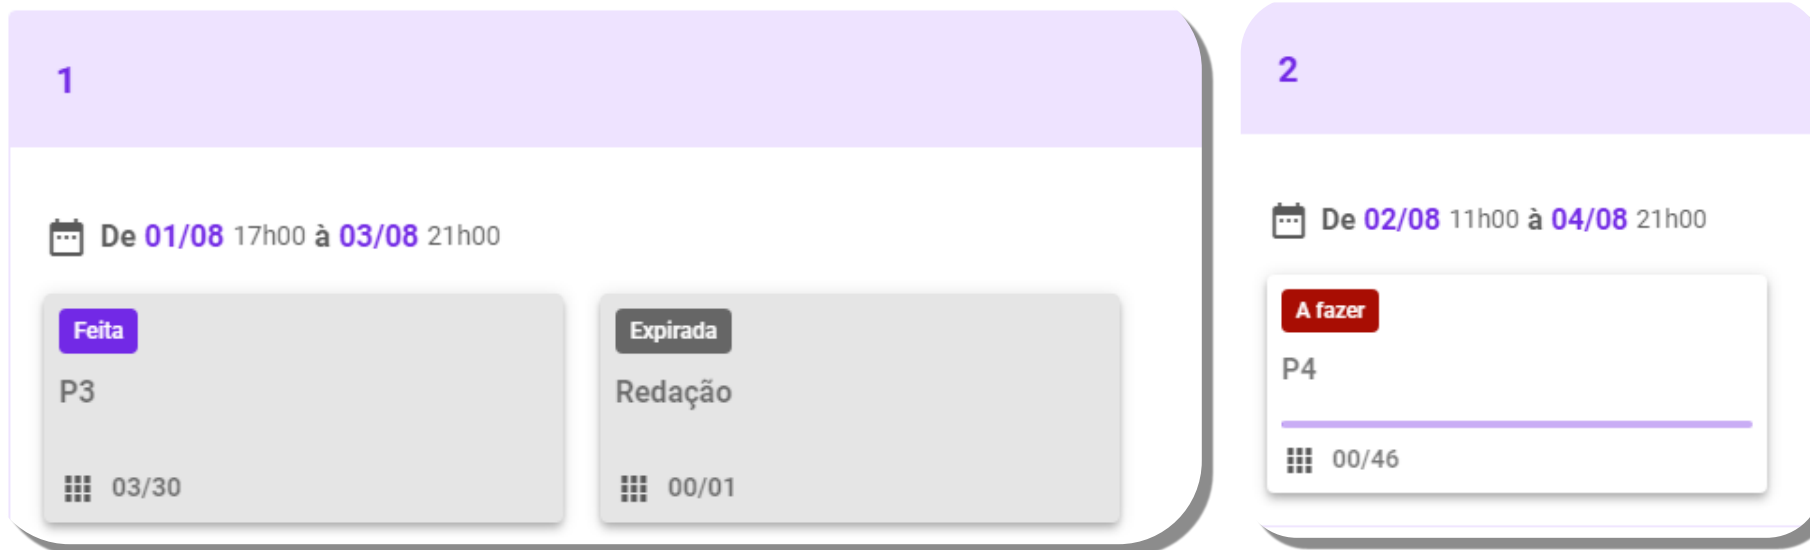 1
De 01/08 17h00 à 03/08 21h00
Feita
P3
03/30
Expirada
Redação
00/01
2
De 02/08 11h00 à 04/08 21h00
A fazer
P4
00/46